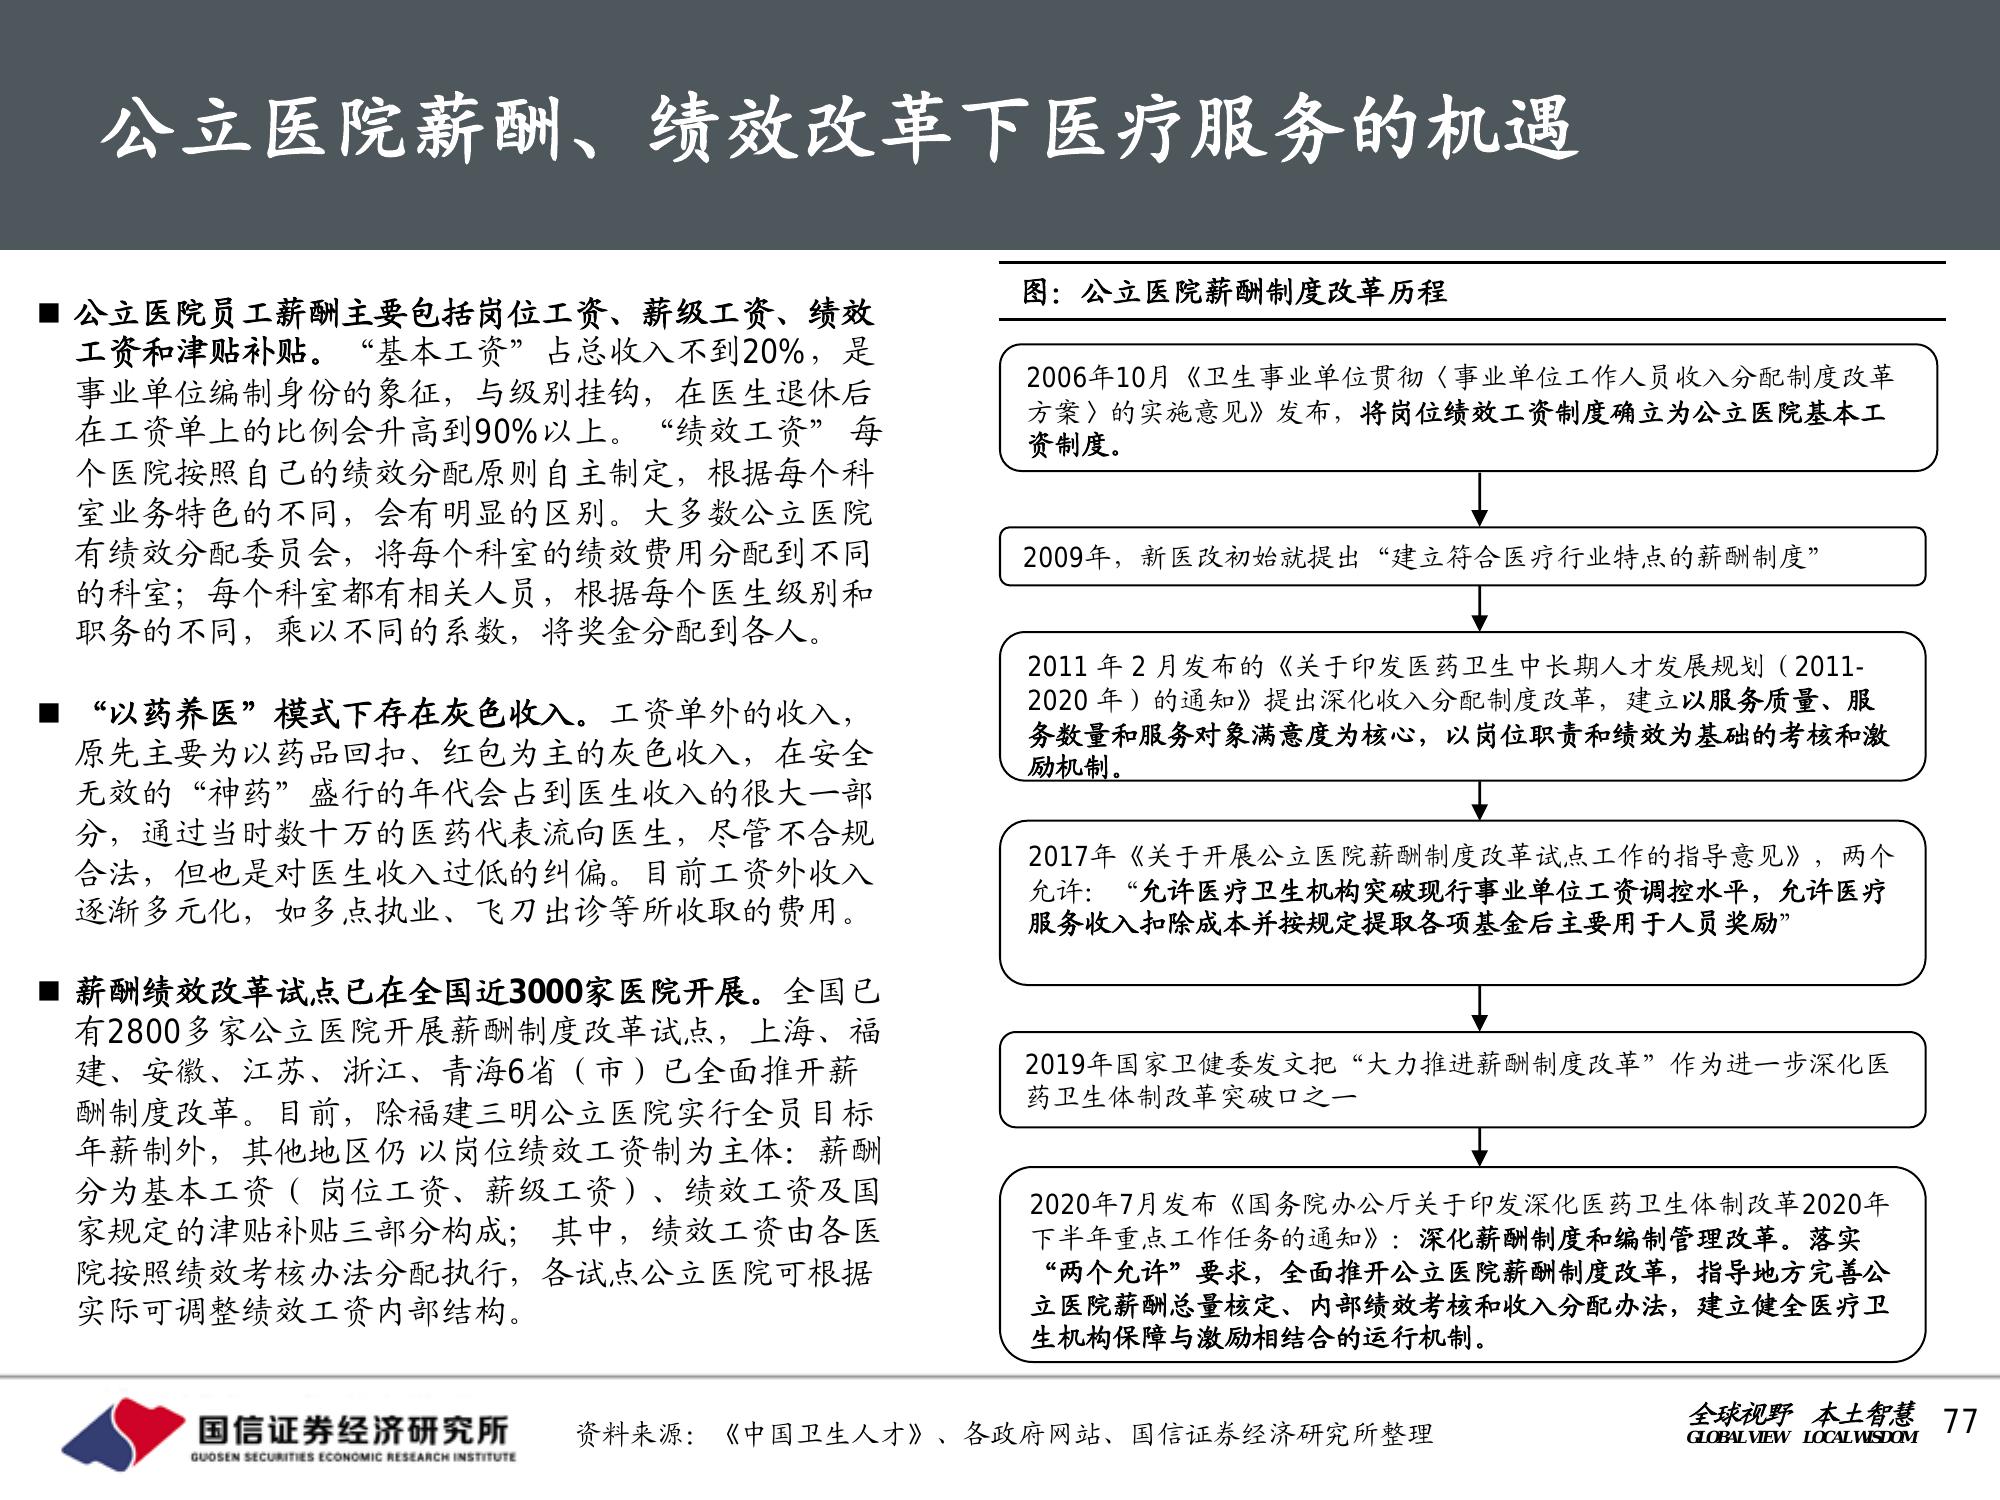 公立医院薪酬、绩效改革下医疗服务的机遇
■ 公立医院员工薪酬主要包括岗位工资、薪级工资、绩效
工资和津贴补贴。“基本工资”占总收入不到20%，是
事业单位编制身份的象征，与级别挂钩，在医生退休后
在工资单上的比例会升高到90%以上。“绩效工资” 每
个医院按照自己的绩效分配原则自主制定，根据每个科
室业务特色的不同，会有明显的区别。大多数公立医院
有绩效分配委员会，将每个科室的绩效费用分配到不同
的科室；每个科室都有相关人员，根据每个医生级别和
职务的不同，乘以不同的系数，将奖金分配到各人。
■ “以药养医”模式下存在灰色收入。工资单外的收入，
原先主要为以药品回扣、红包为主的灰色收入，在安全
无效的“神药”盛行的年代会占到医生收入的很大一部
分，通过当时数十万的医药代表流向医生，尽管不合规
合法，但也是对医生收入过低的纠偏。目前工资外收入
逐渐多元化，如多点执业、飞刀出诊等所收取的费用。
■ 薪酬绩效改革试点已在全国近3000家医院开展。全国已
有2800多家公立医院开展薪酬制度改革试点，上海、福
建、安徽、江苏、浙江、青海6省（市）已全面推开薪
酬制度改革。目前，除福建三明公立医院实行全员目标
年薪制外，其他地区仍 以岗位绩效工资制为主体：薪酬
分为基本工资（ 岗位工资、薪级工资）、绩效工资及国
家规定的津贴补贴三部分构成； 其中，绩效工资由各医
院按照绩效考核办法分配执行，各试点公立医院可根据
实际可调整绩效工资内部结构。
图：公立医院薪酬制度改革历程
2006年10月《卫生事业单位贯彻〈事业单位工作人员收入分配制度改革
方案〉的实施意见》发布，将岗位绩效工资制度确立为公立医院基本工
资制度。
2009年，新医改初始就提出“建立符合医疗行业特点的薪酬制度”
2011 年 2 月发布的《关于印发医药卫生中长期人才发展规划（2011-
2020 年）的通知》提出深化收入分配制度改革，建立以服务质量、服
务数量和服务对象满意度为核心，以岗位职责和绩效为基础的考核和激
励机制。
2017年《关于开展公立医院薪酬制度改革试点工作的指导意见》，两个
允许： “允许医疗卫生机构突破现行事业单位工资调控水平，允许医疗
服务收入扣除成本并按规定提取各项基金后主要用于人员奖励”
2019年国家卫健委发文把“大力推进薪酬制度改革”作为进一步深化医
药卫生体制改革突破口之一
2020年7月发布《国务院办公厅关于印发深化医药卫生体制改革2020年
下半年重点工作任务的通知》：深化薪酬制度和编制管理改革。落实
“两个允许”要求，全面推开公立医院薪酬制度改革，指导地方完善公
立医院薪酬总量核定、内部绩效考核和收入分配办法，建立健全医疗卫
生机构保障与激励相结合的运行机制。
国信证券经济研究所
GUOSEN SECURITIES ECONOMIC RESEARCH INSTITUTE
资料来源：《中国卫生人才》、各政府网站、国信证券经济研究所整理
全球视野 本土智慧
GLOBAL VIEW LOCAL WISDOM
77